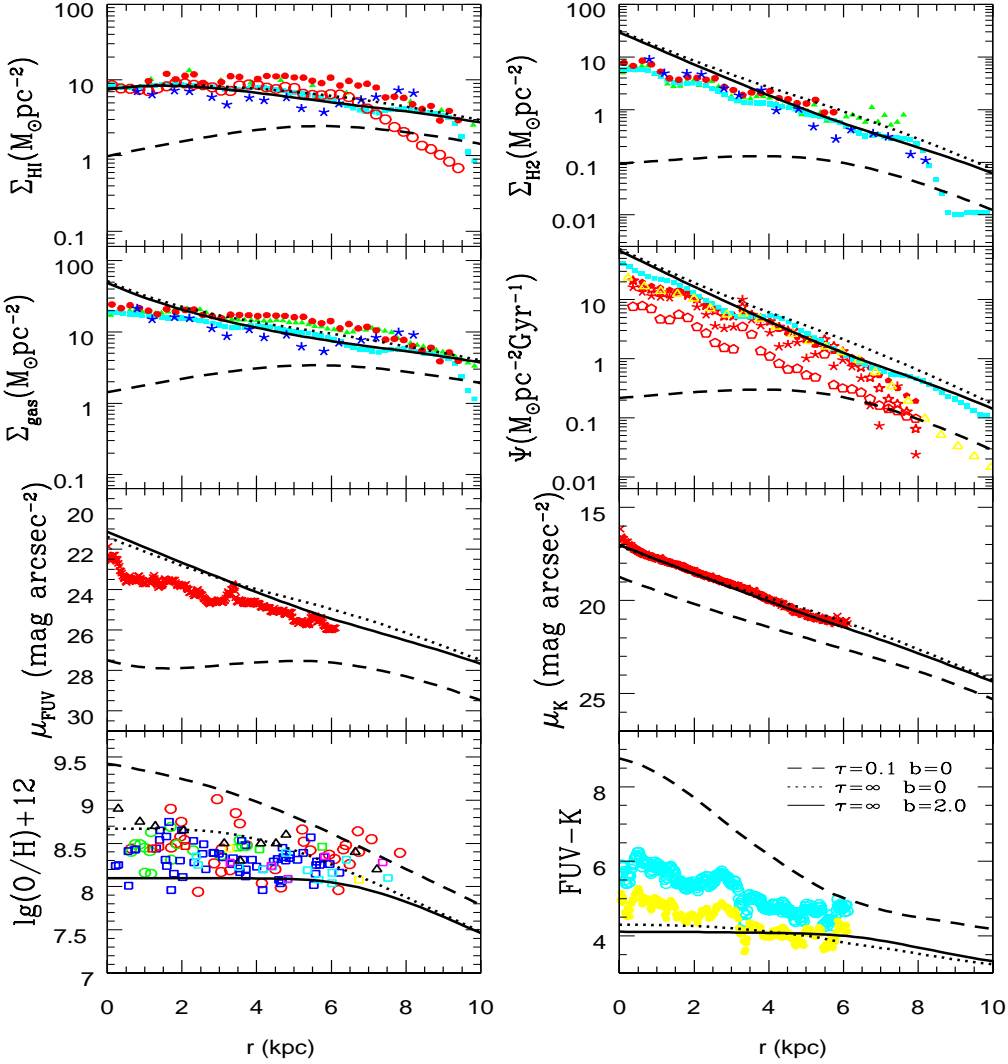 Σ_HI(M_⊙pc⁻²)
100
10
1
0.1
Σ_H2(M_⊙pc⁻²)
100
10
1
0.1
0.01
Σ_gas(M_⊙pc⁻²)
100
10
1
0.1
Ψ(M_⊙pc⁻²Gyr⁻¹)
10
1
0.1
0.01
μ_FUV (mag arcsec⁻²)
20
22
24
26
28
30
μ_K (mag arcsec⁻²)
15
20
25
lg(O/H)+12
9.5
9
8.5
8
7.5
7
0 2 4 6 8 10
r (kpc)
FUV−K
8
6
4
τ=0.1 b=0
τ=∞ b=0
τ=∞ b=2.0
0 2 4 6 8 10
r (kpc)